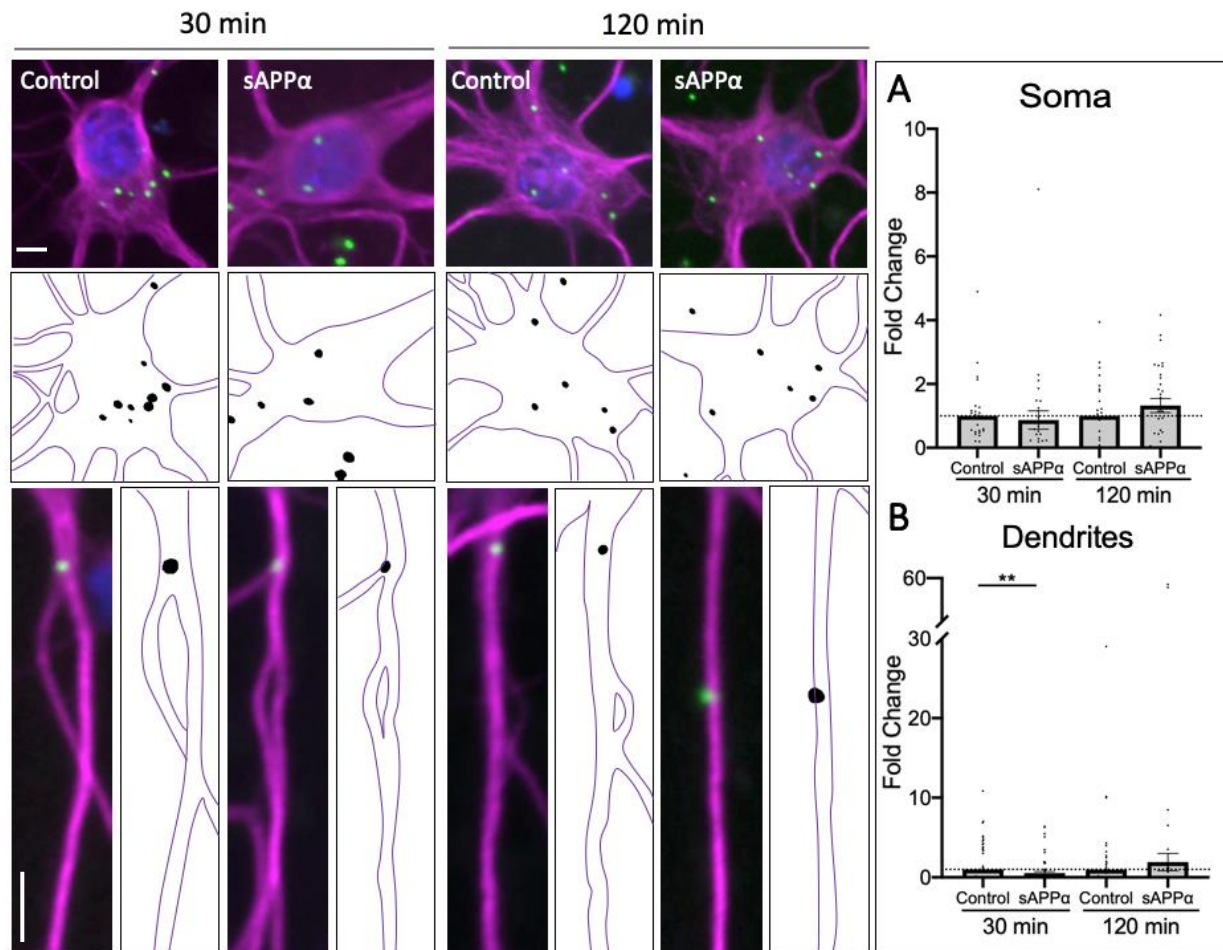 30 min
120 min
Control
sAPPα
Control
sAPPα
A
Soma
Fold Change
10
8
6
4
2
0
Control
sAPPα
Control
sAPPα
30 min
120 min
B
Dendrites
Fold Change
60
30
20
10
0
**
Control
sAPPα
Control
sAPPα
30 min
120 min